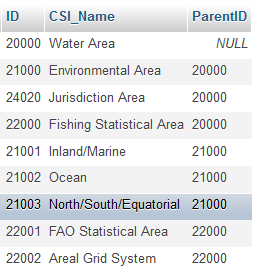 ID CSI_Name ParentID
20000 Water Area NULL
21000 Environmental Area 20000
24020 Jurisdiction Area 20000
22000 Fishing Statistical Area 20000
21001 Inland/Marine 21000
21002 Ocean 21000
21003 North/South/Equatorial 21000
22001 FAO Statistical Area 22000
22002 Areal Grid System 22000